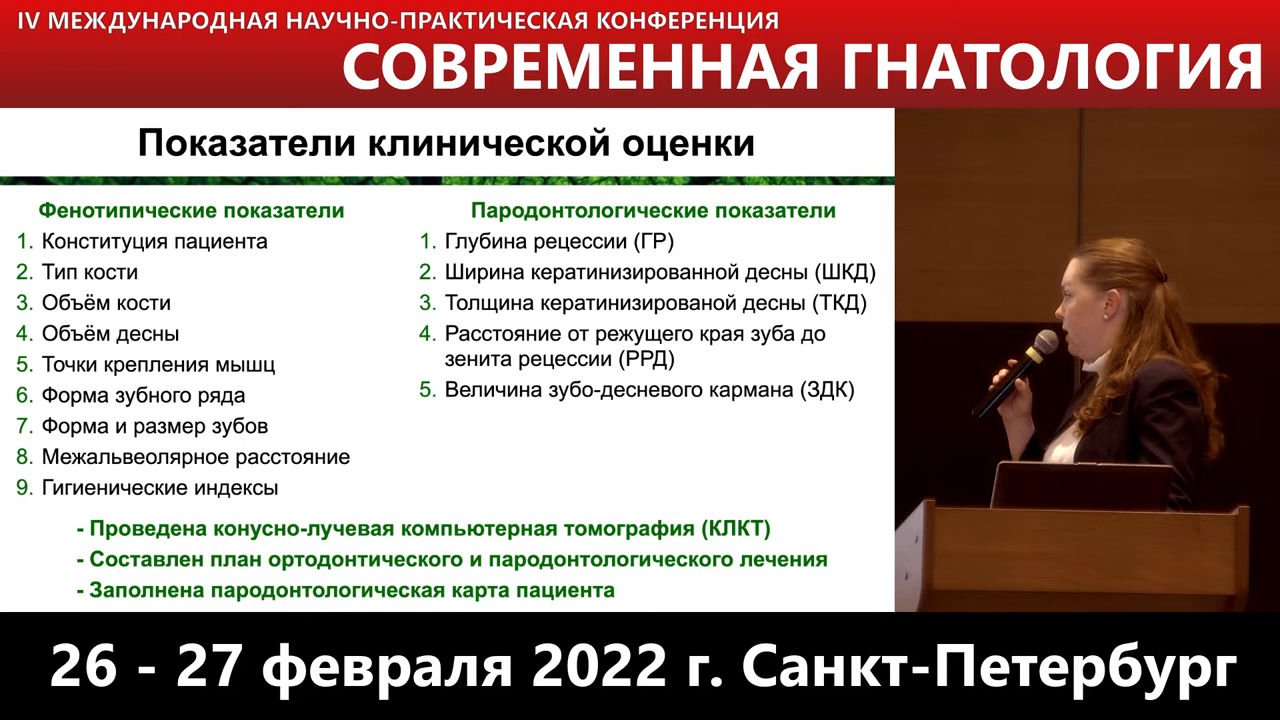 IV МЕЖДУНАРОДНАЯ НАУЧНО-ПРАКТИЧЕСКАЯ КОНФЕРЕНЦИЯ
СОВРЕМЕННАЯ ГНАТОЛОГИЯ
Показатели клинической оценки
Фенотипические показатели
1. Конституция пациента
2. Тип кости
3. Объём кости
4. Объём десны
5. Точки крепления мышц
6. Форма зубного ряда
7. Форма и размер зубов
8. Межальвеолярное расстояние
9. Гигиенические индексы
Пародонтологические показатели
1. Глубина рецессии (ГР)
2. Ширина кератинизированной десны (ШКД)
3. Толщина кератинизированой десны (ТКД)
4. Расстояние от режущего края зуба до
зенита рецессии (РРД)
5. Величина зубо-десневого кармана (ЗДК)
- Проведена конусно-лучевая компьютерная томография (КЛКТ)
- Составлен план ортодонтического и пародонтологического лечения
- Заполнена пародонтологическая карта пациента
26 - 27 февраля 2022 г. Санкт-Петербург